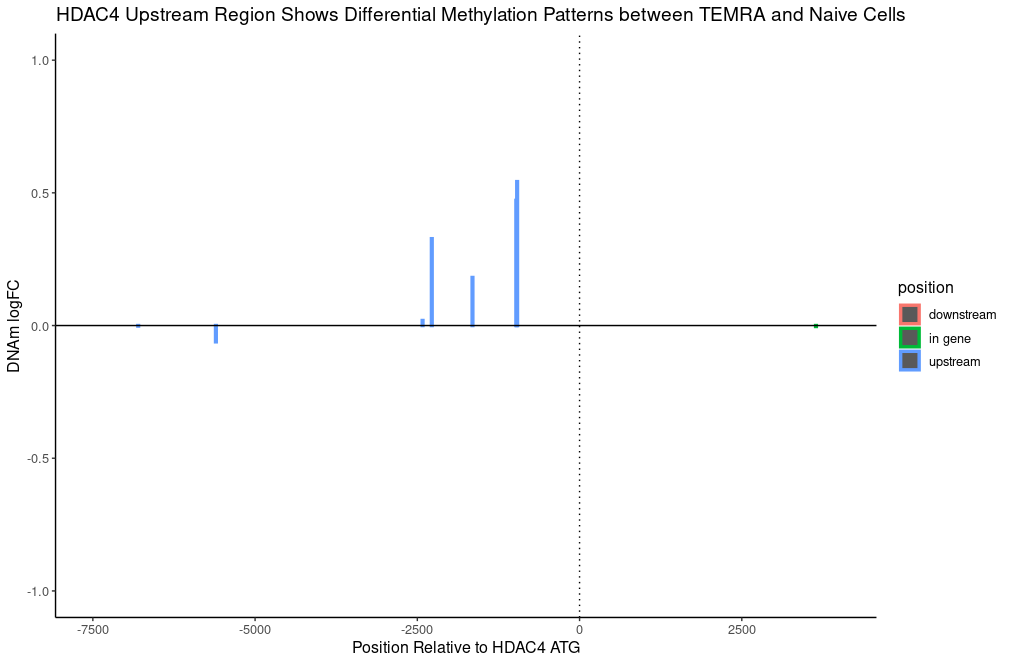 HDAC4 Upstream Region Shows Differential Methylation Patterns between TEMRA and Naive Cells
1.0
0.5
0.0
-0.5
-1.0
DNAm logFC
-7500
-5000
-2500
0
2500
Position Relative to HDAC4 ATG
position
downstream
in gene
upstream